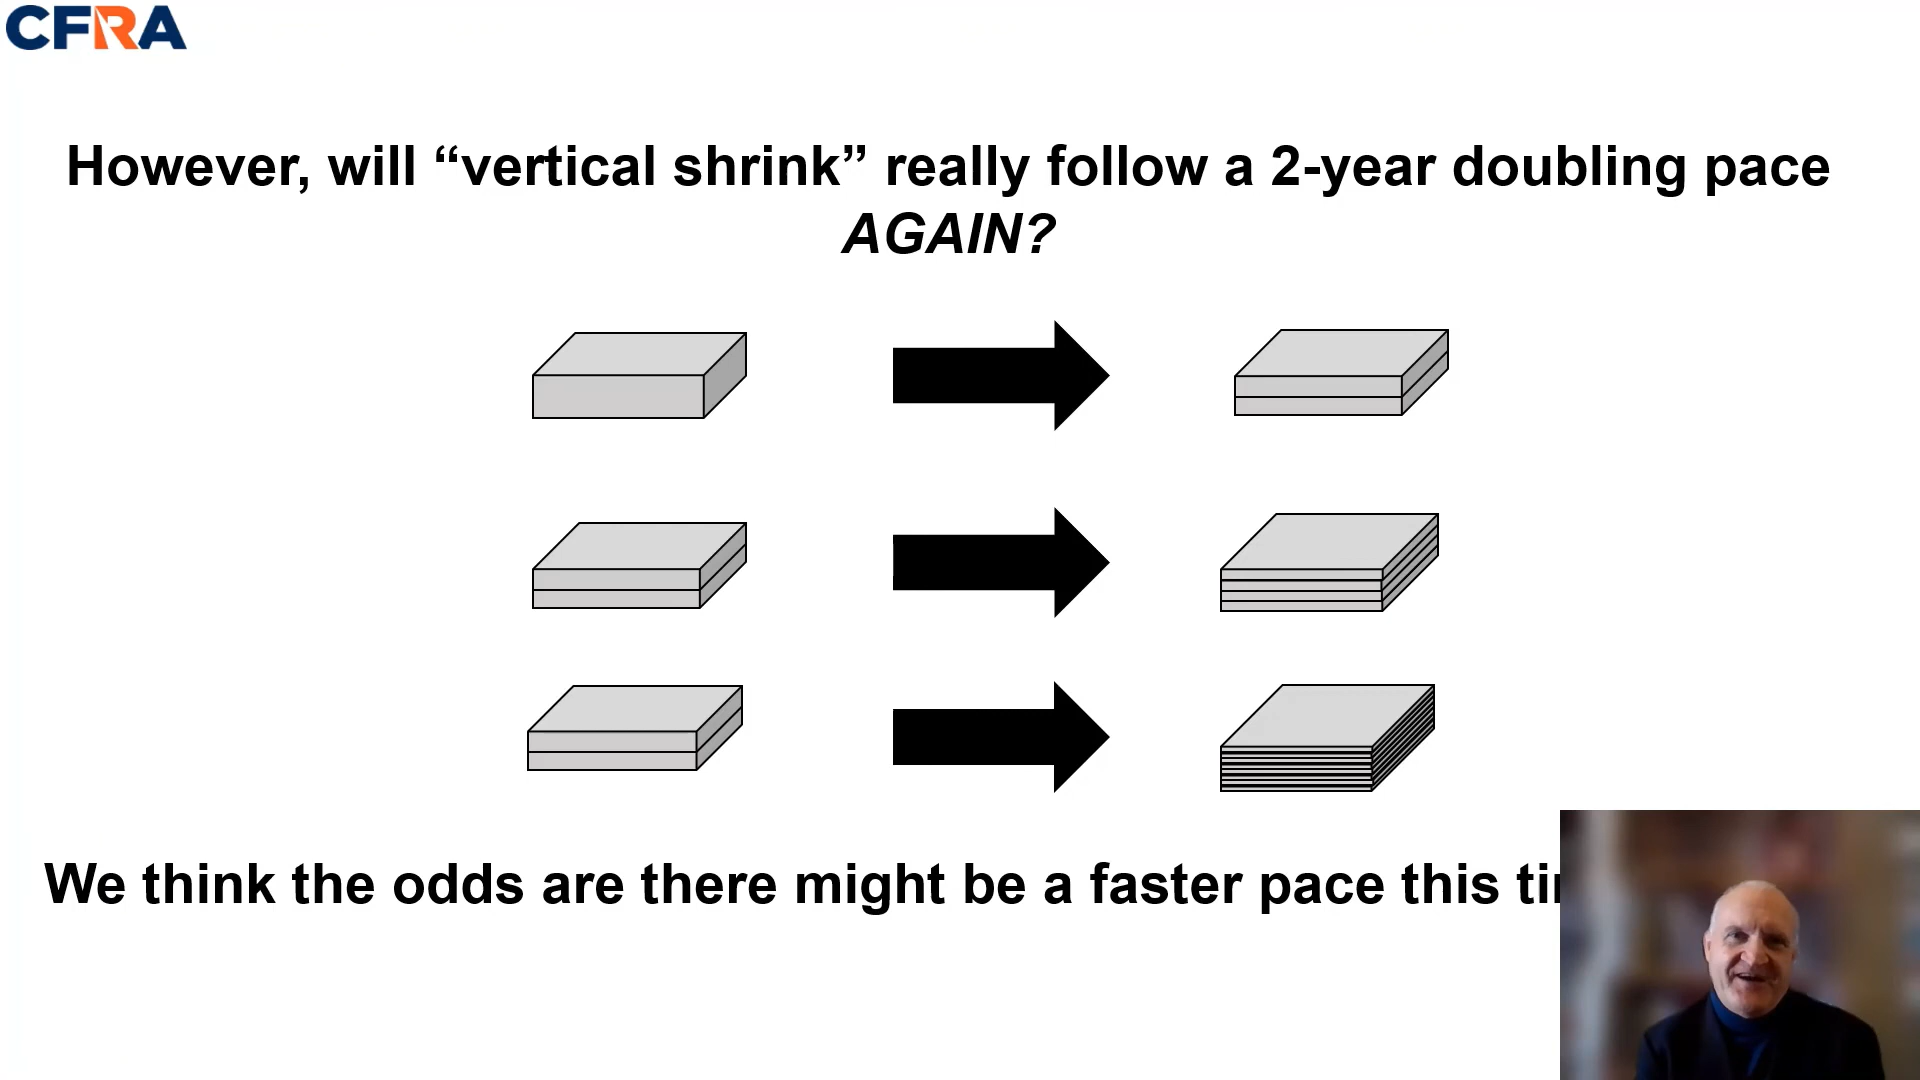 CFRA
However, will “vertical shrink” really follow a 2-year doubling pace
AGAIN?
We think the odds are there might be a faster pace this